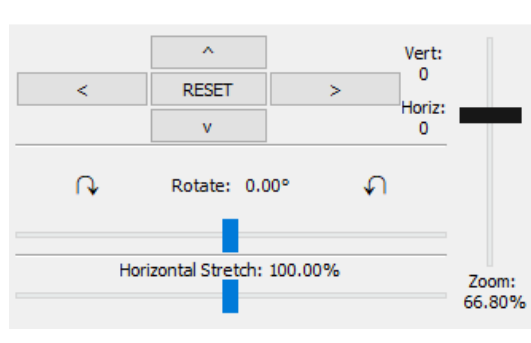 ^
Vert:
0
< RESET >
Horiz:
0
v
Rotate: 0.00°
Horizontal Stretch: 100.00%
Zoom:
66.80%